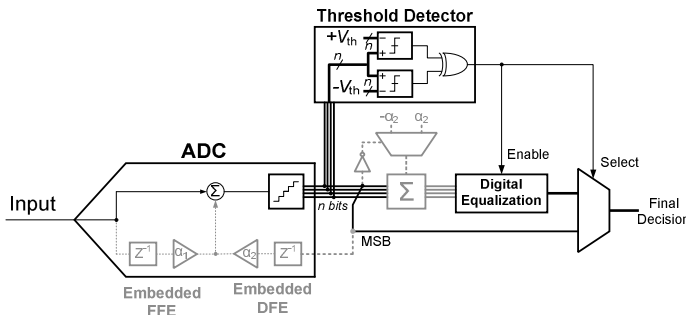 Threshold Detector
+Vth
n
n
n
-Vth
-α2
α2
ADC
Enable
Select
Input
Σ
Σ
Digital
Equalization
n bits
Final
Decision
MSB
Z-1
α1
α2
Z-1
Embedded
FFE
Embedded
DFE